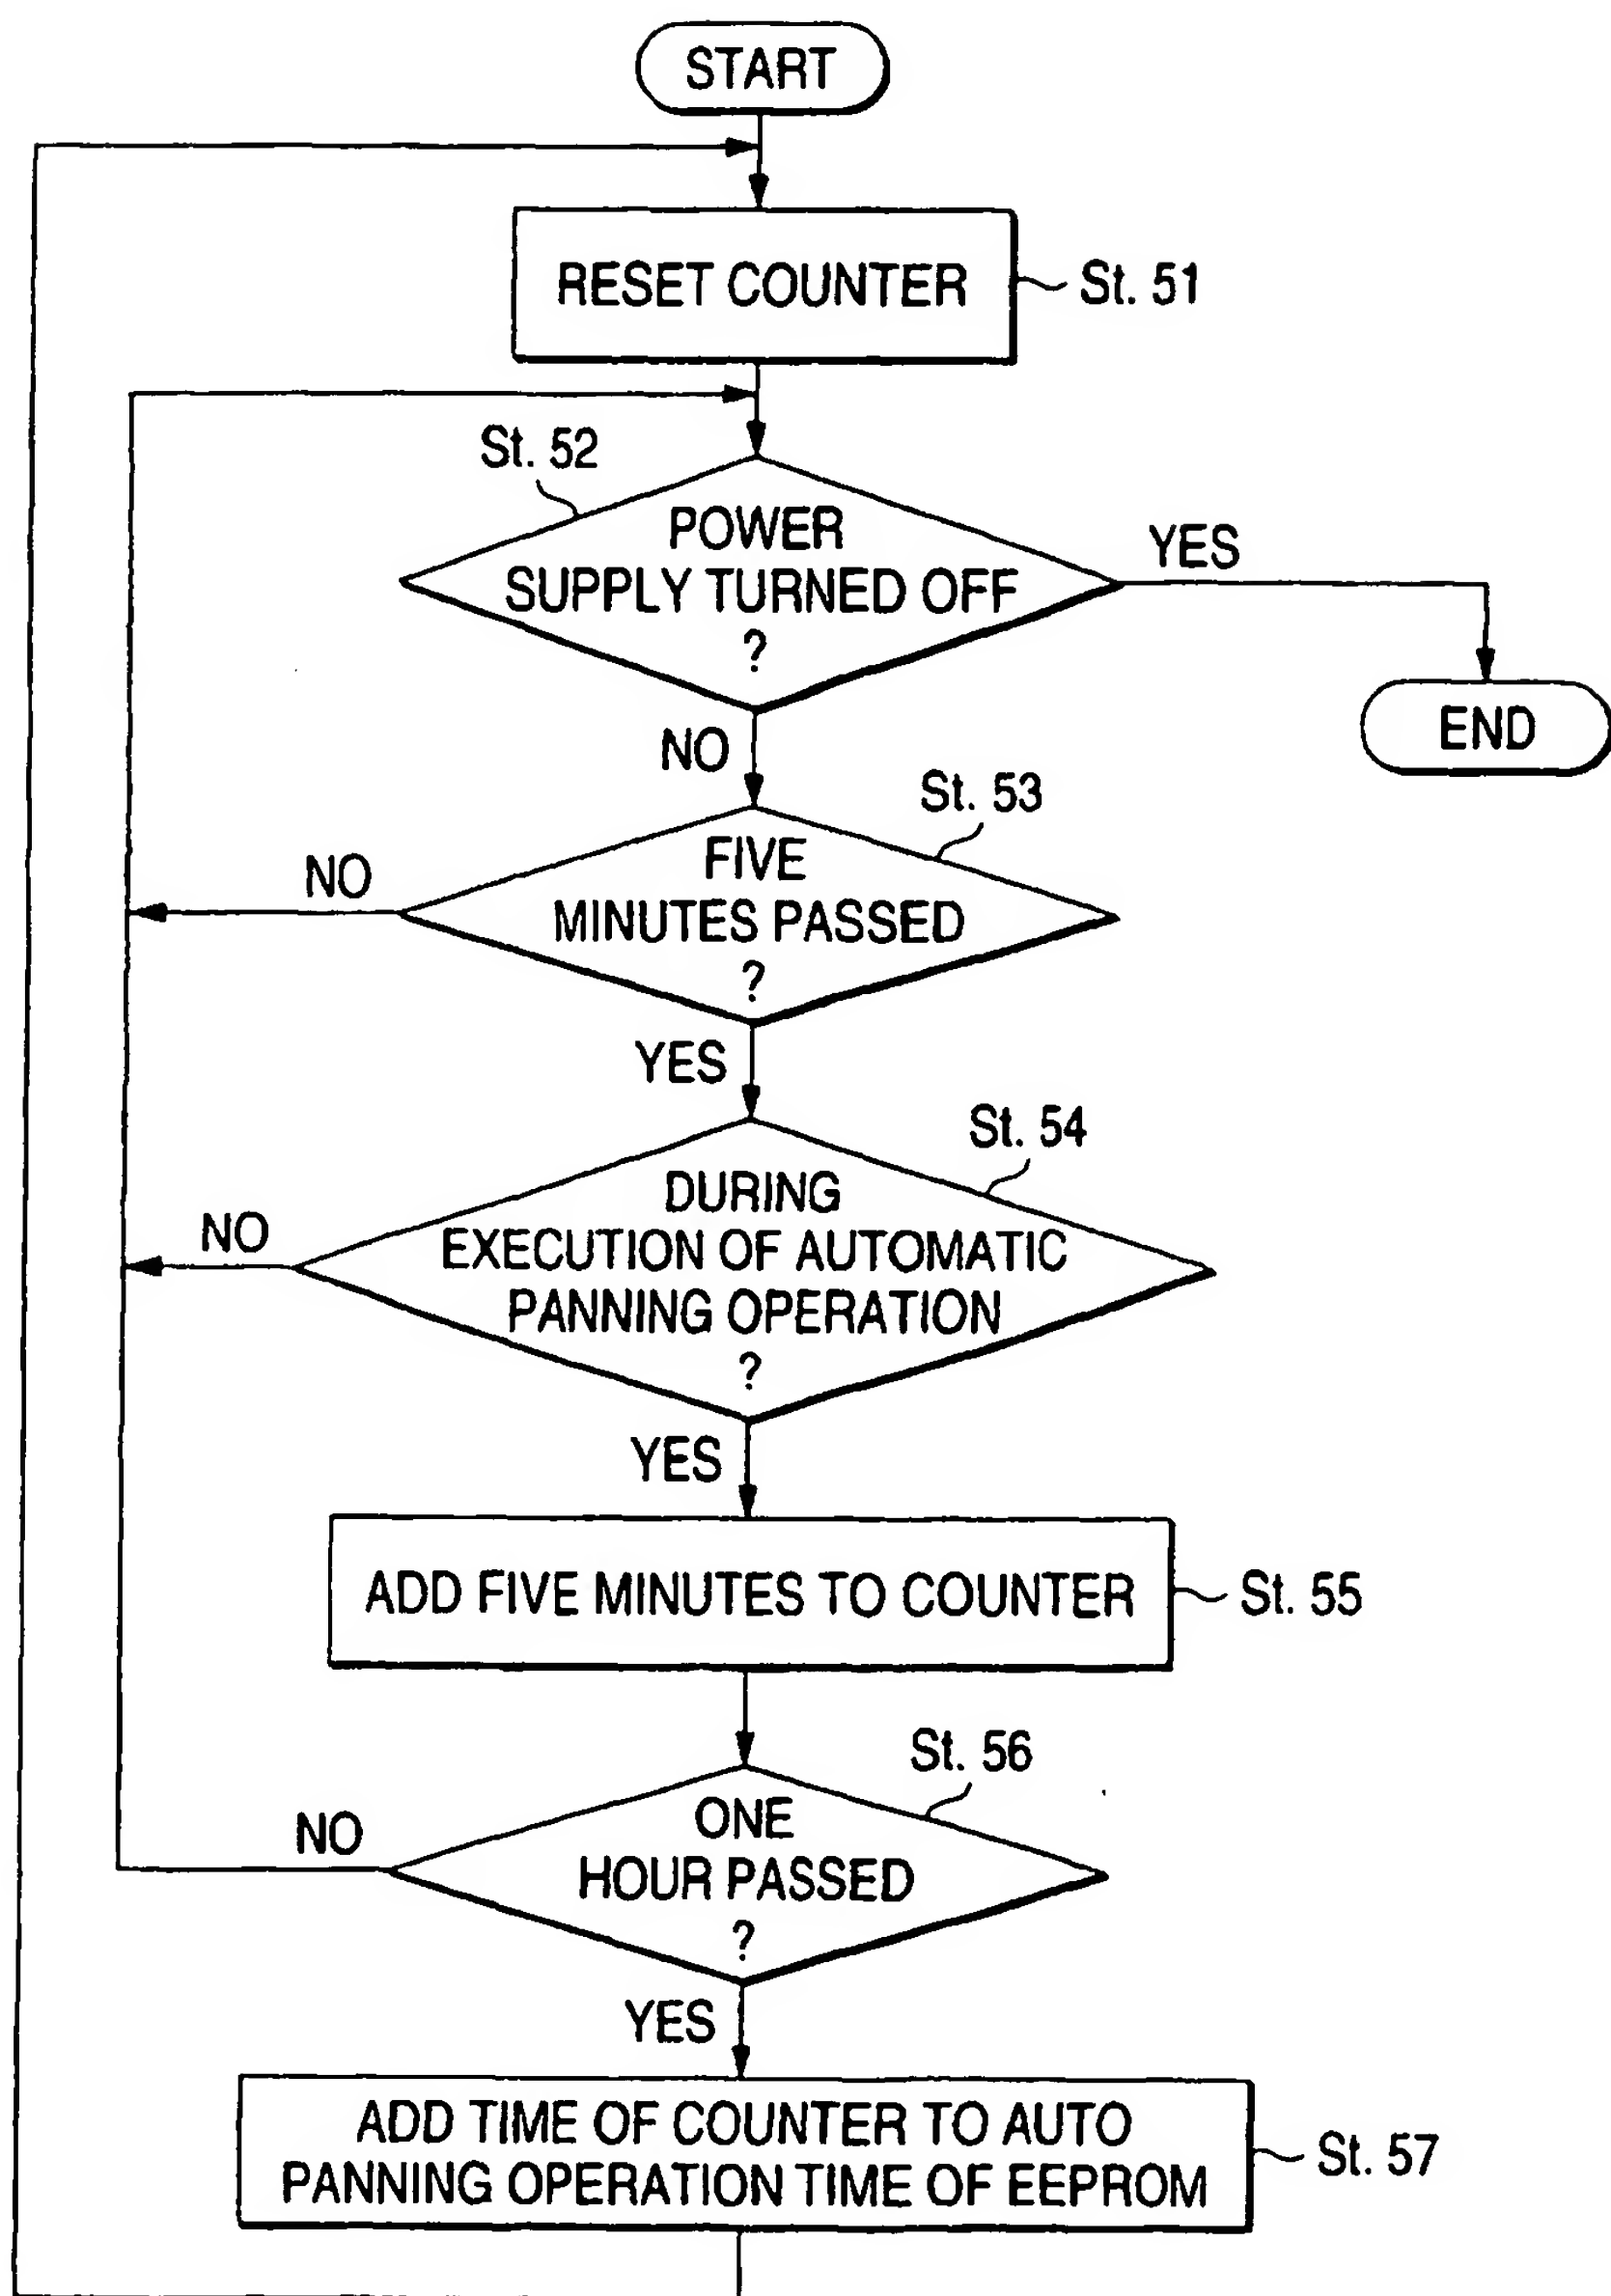 START
RESET COUNTER
St. 51
St. 52
POWER
SUPPLY TURNED OFF
?
YES
NO
END
St. 53
FIVE
MINUTES PASSED
?
NO
YES
St. 54
DURING
EXECUTION OF AUTOMATIC
PANNING OPERATION
?
NO
YES
ADD FIVE MINUTES TO COUNTER
St. 55
St. 56
ONE
HOUR PASSED
?
NO
YES
ADD TIME OF COUNTER TO AUTO
PANNING OPERATION TIME OF EEPROM
St. 57